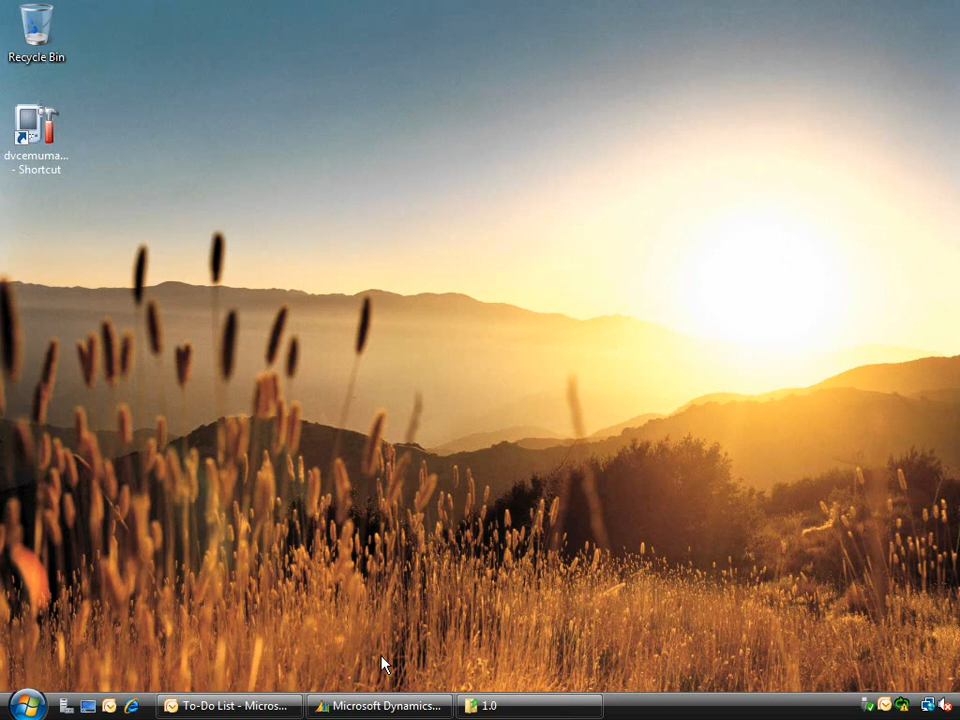 Recycle Bin
dvcemuma...
- Shortcut
To-Do List - Micros...
Microsoft Dynamics...
1.0